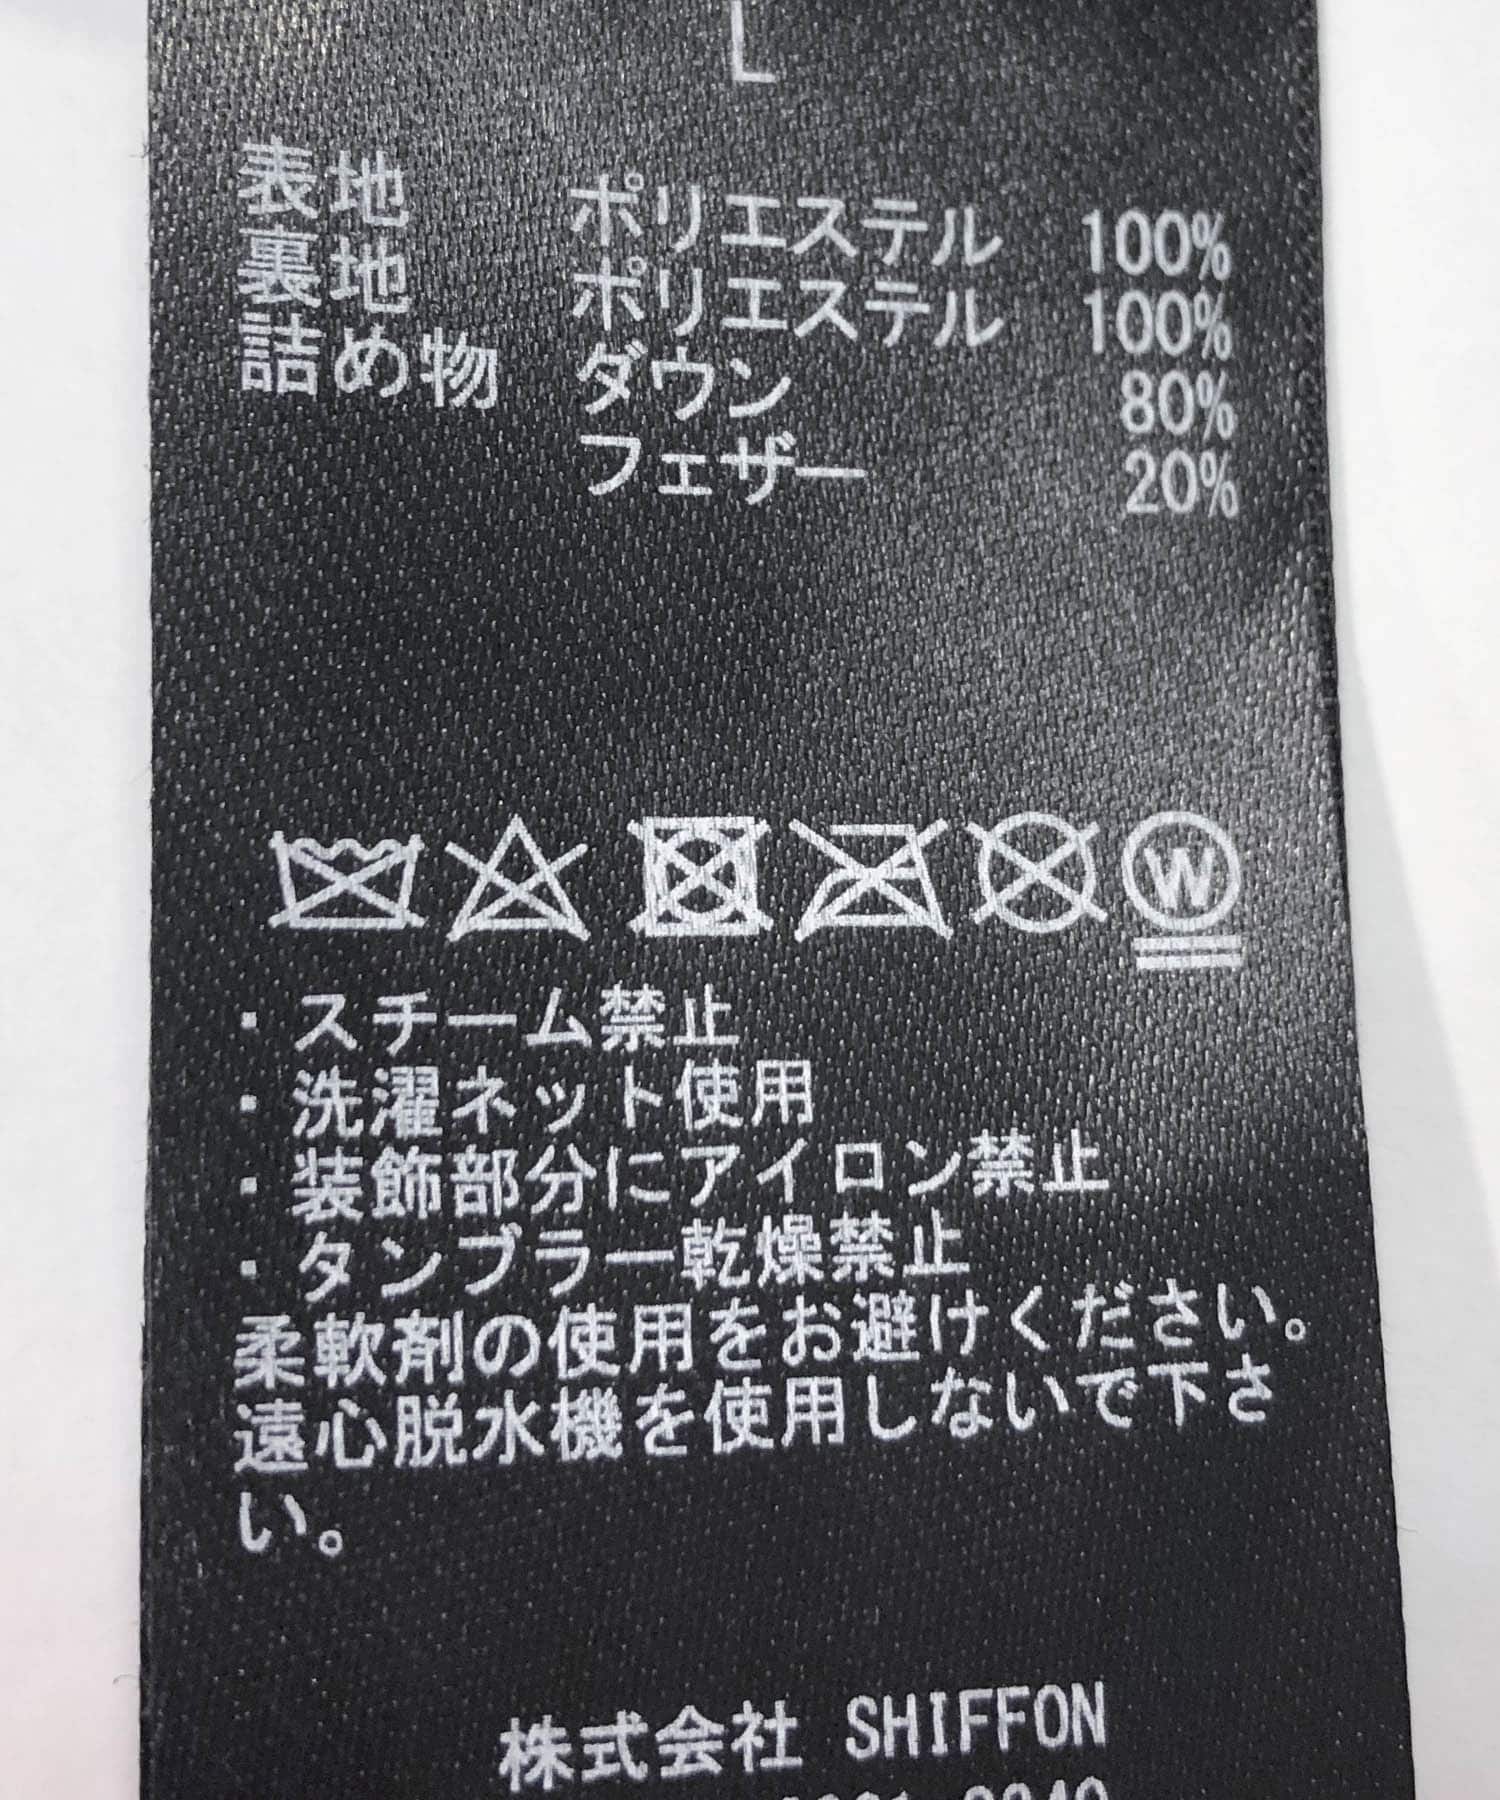 L
表地 ポリエステル 100%
裏地 ポリエステル 100%
詰め物 ダウン 80%
フェザー 20%
W
・スチーム禁止
・洗濯ネット使用
・装飾部分にアイロン禁止
・タンブラー乾燥禁止
柔軟剤の使用をお避けください。
遠心脱水機を使用しないで下さ
い。
株式会社 SHIFFON